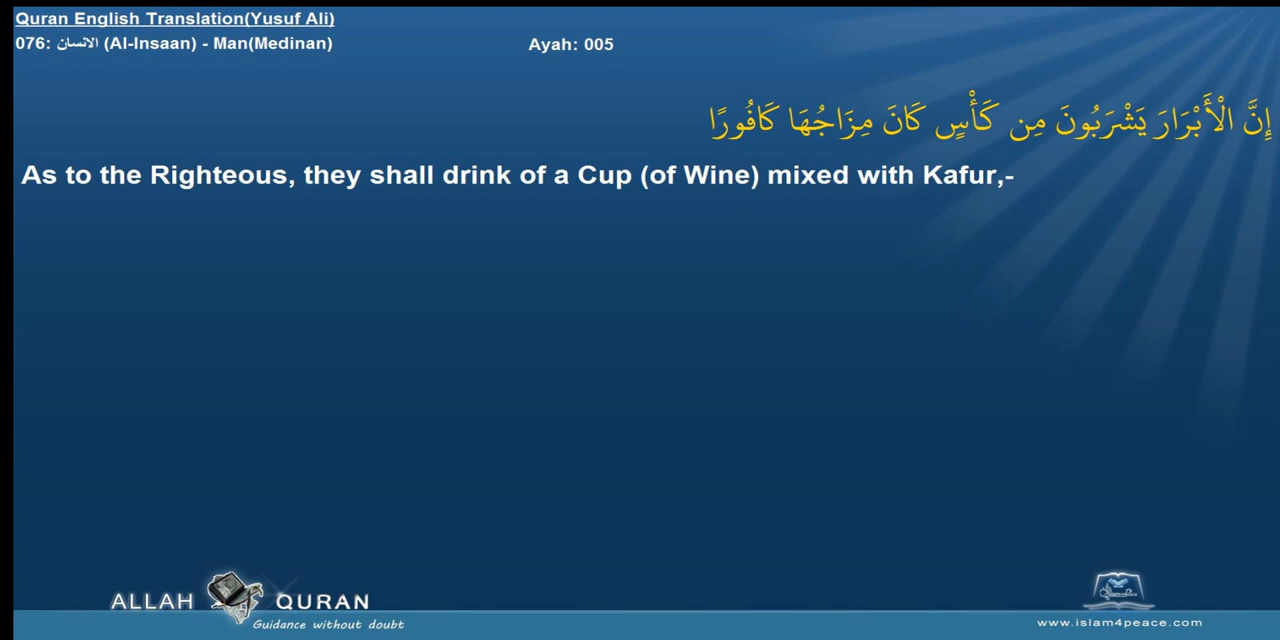 Quran English Translation(Yusuf Ali)
076: الانسان (Al-Insaan) - Man(Medinan) Ayah: 005
إِنَّ الْأَبْرَارَ يَشْرَبُونَ مِن كَأْسٍ كَانَ مِزَاجُهَا كَافُورًا
As to the Righteous, they shall drink of a Cup (of Wine) mixed with Kafur,-
ALLAH QURAN
Guidance without doubt
www.islam4peace.com